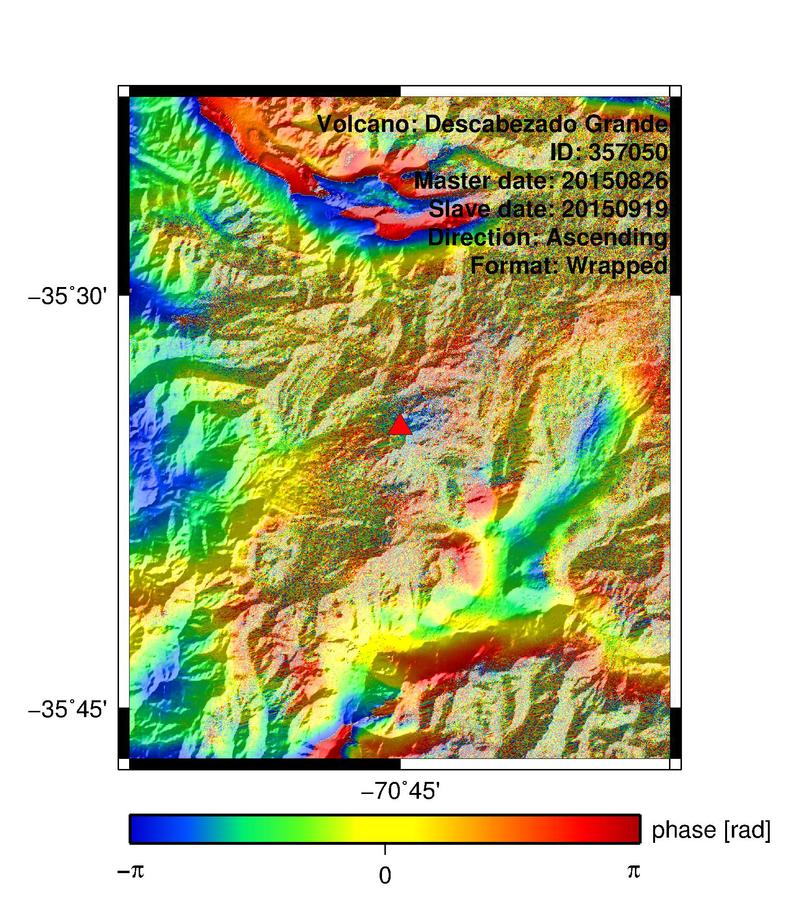 Volcano: Descabezado Grande
ID: 357050
Master date: 20150826
Slave date: 20150919
Direction: Ascending
Format: Wrapped
−35˚30'
−35˚45'
−70˚45'
phase [rad]
−π 0 π